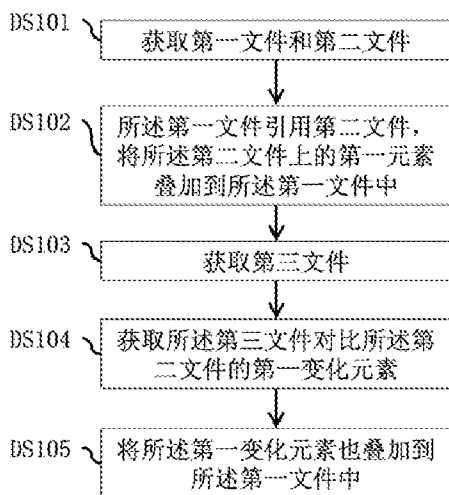 DS101
获取第一文件和第二文件
DS102
所述第一文件引用第二文件，
将所述第二文件上的第一元素
叠加到所述第一文件中
DS103
获取第三文件
DS104
获取所述第三文件对比所述第
二文件的第一变化元素
DS105
将所述第一变化元素也叠加到
所述第一文件中